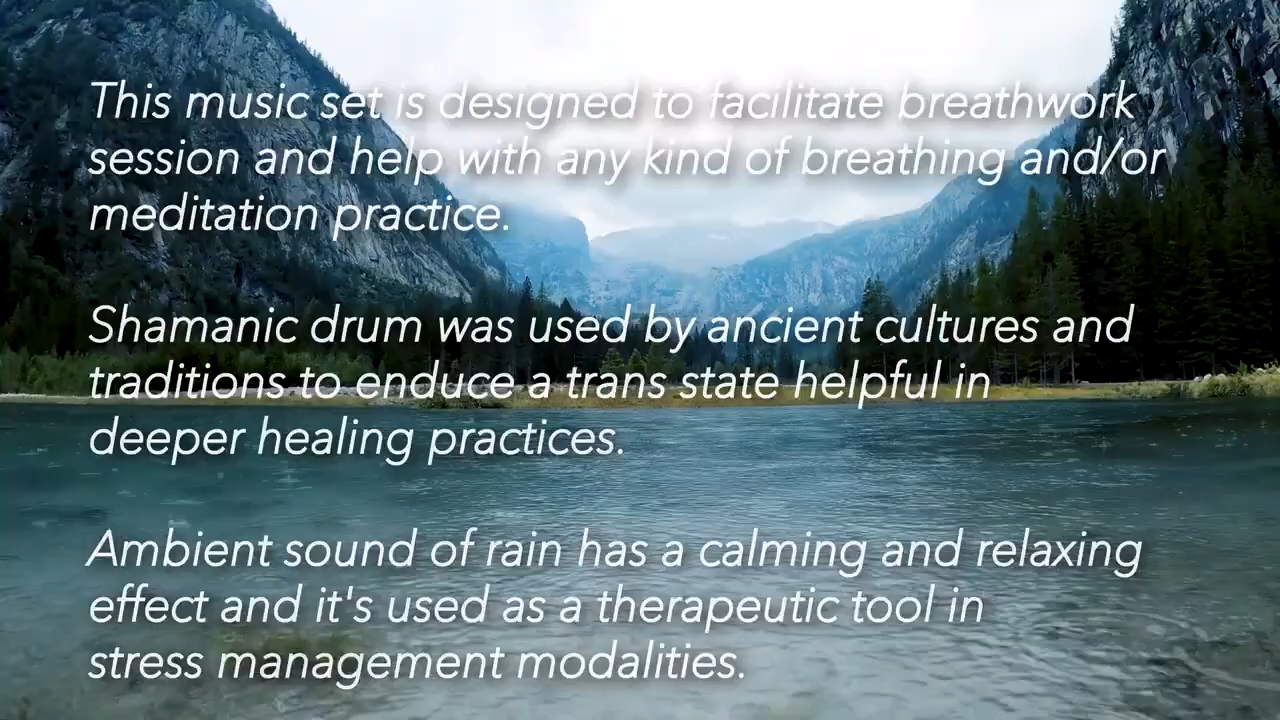 This music set is designed to facilitate breathwork
session and help with any kind of breathing and/or
meditation practice.
Shamanic drum was used by ancient cultures and
traditions to enduce a trans state helpful in
deeper healing practices.
Ambient sound of rain has a calming and relaxing
effect and it's used as a therapeutic tool in
stress management modalities.